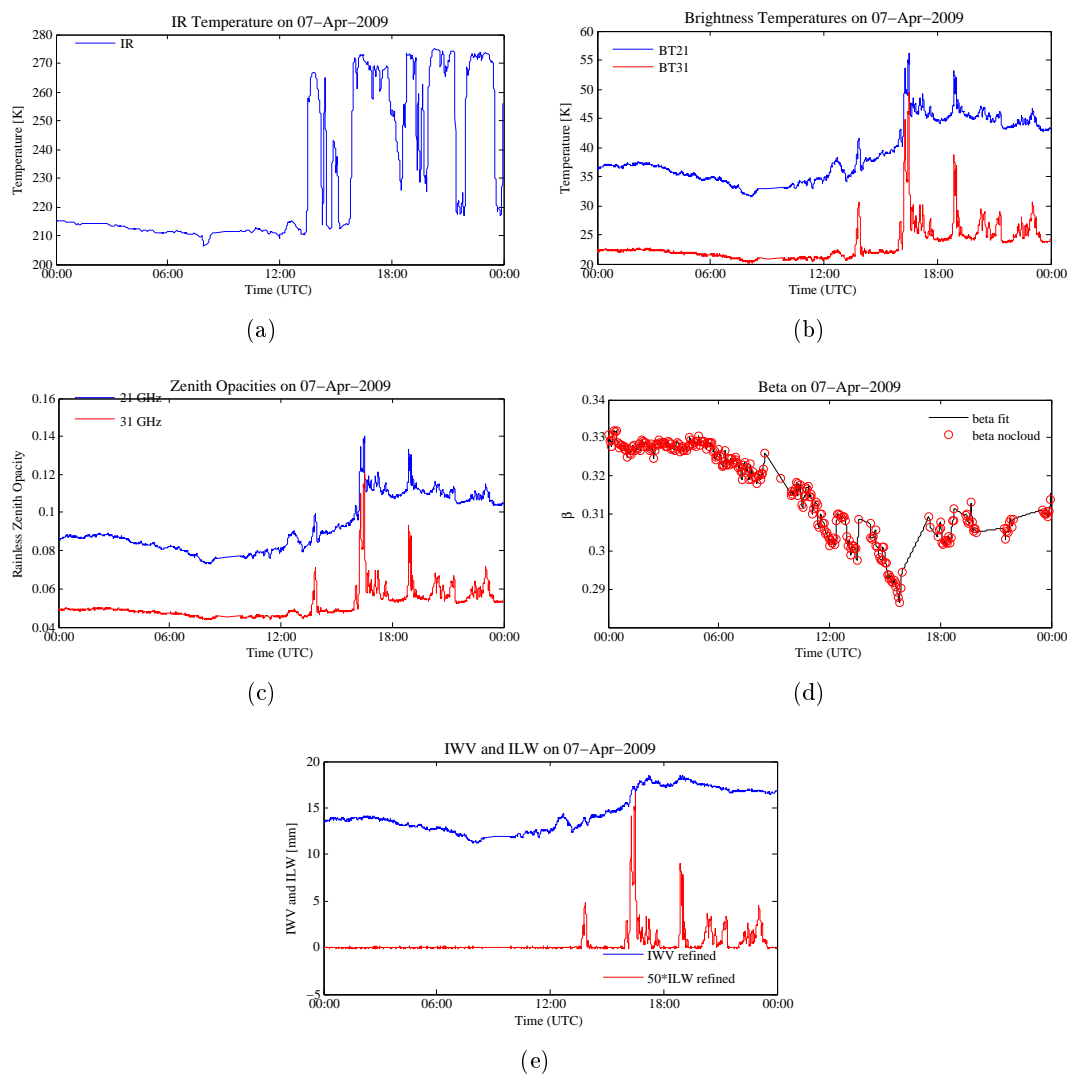 IR Temperature on 07−Apr−2009
280
270
260
250
240
230
220
210
200
Temperature [K]
IR
00:00 12:00 18:00 00:00
Time (UTC)
(a)
Brightness Temperatures on 07−Apr−2009
60
55
50
45
40
35
30
25
20
Temperature [K]
BT21
BT31
00:00 06:00 12:00 18:00 00:00
Time (UTC)
(b)
Zenith Opacities on 07−Apr−2009
0.16
0.14
0.12
0.1
0.08
0.06
0.04
Rainless Zenith Opacity
21 GHz
31 GHz
00:00 06:00 12:00 18:00 00:00
Time (UTC)
(c)
Beta on 07−Apr−2009
0.34
0.33
0.32
0.31
0.3
0.29
β
beta fit
beta nocloud
00:00 06:00 12:00 18:00 00:00
Time (UTC)
(d)
IWV and ILW on 07−Apr−2009
20
15
10
5
0
−5
IWV and ILW [mm]
IWV refined
50*ILW refined
00:00 06:00 12:00 18:00 00:00
Time (UTC)
(e)